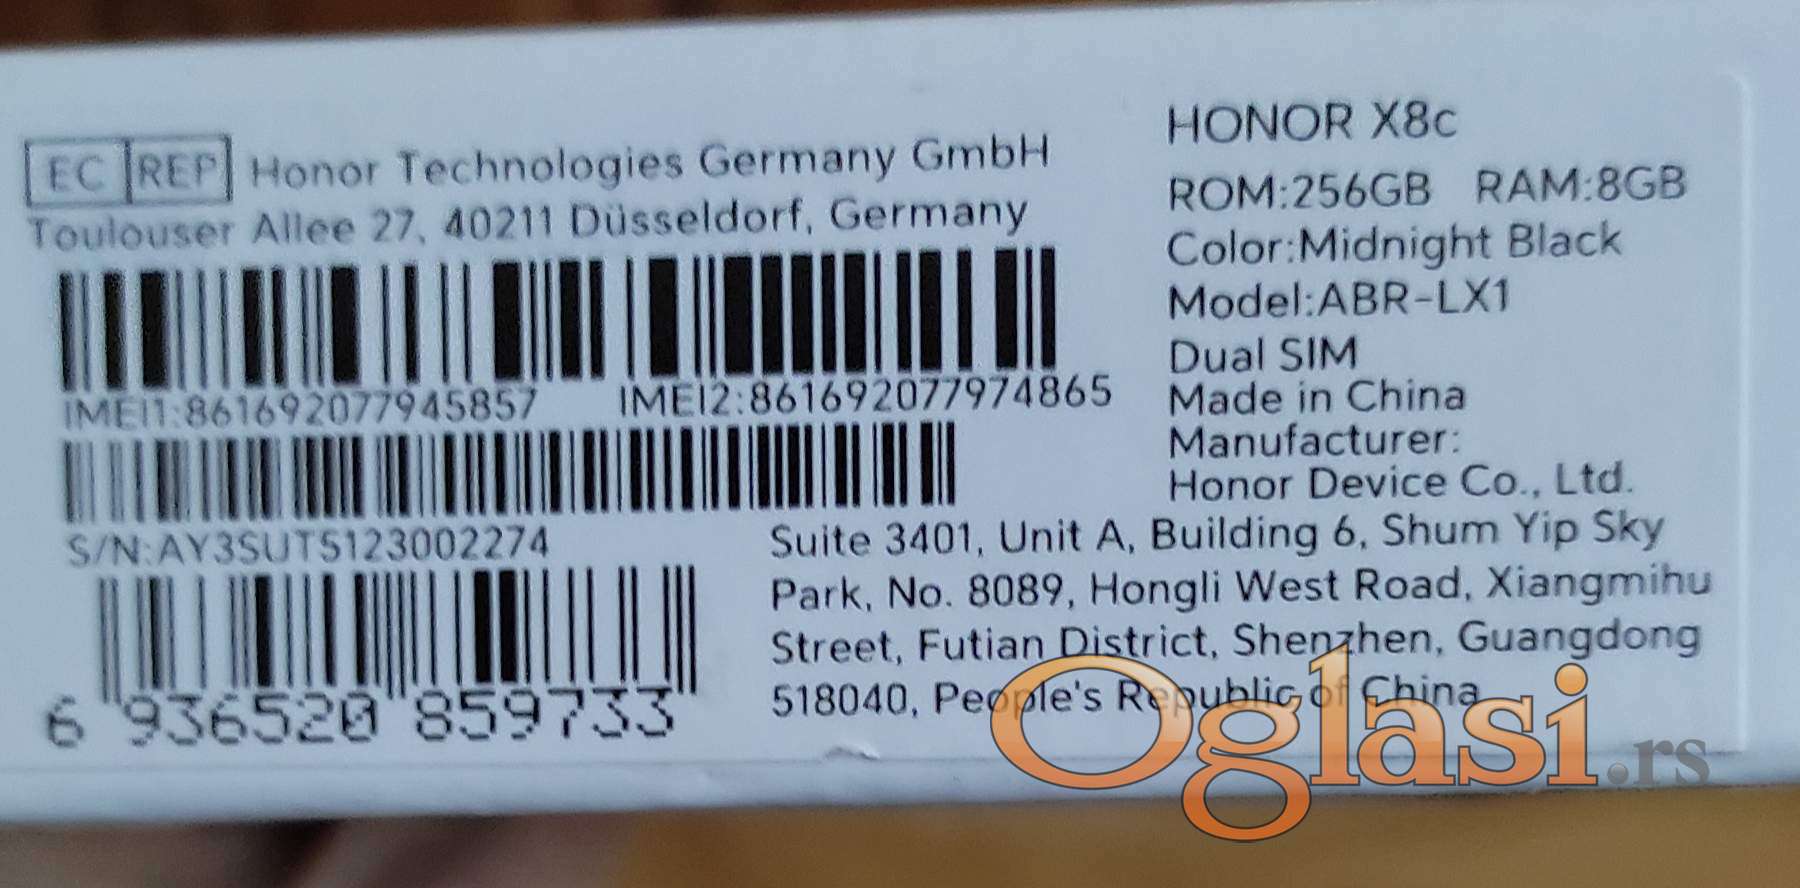 EC REP Honor Technologies Germany GmbH
Toulouser Allee 27, 40211 Düsseldorf, Germany
IMEI1:861692077945857 IMEI2:861692077974865
S/N:AY3SUT5123002274
6 936520 859733
HONOR X8c
ROM:256GB RAM:8GB
Color:Midnight Black
Model:ABR-LX1
Dual SIM
Made in China
Manufacturer:
Honor Device Co., Ltd.
Suite 3401, Unit A, Building 6, Shum Yip Sky
Park, No. 8089, Hongli West Road, Xiangmihu
Street, Futian District, Shenzhen, Guangdong
518040, People's Republic of China
Oglasi.rs